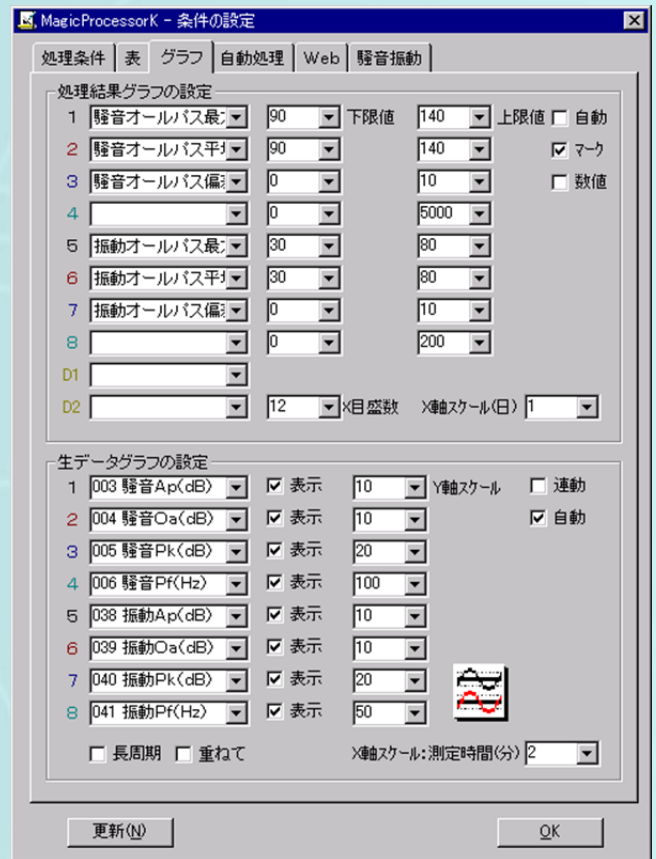 MagicProcessorK - 条件の設定
処理条件 表 グラフ 自動処理 Web 騒音振動
処理結果グラフの設定
1 騒音オールパス最 90 下限値 140 上限値 自動
2 騒音オールパス平 90 140 マーク
3 騒音オールパス偏 0 10 数値
4 0 5000
5 振動オールパス最 30 80
6 振動オールパス平 30 80
7 振動オールパス偏 0 10
8 0 200
D1
D2 12 X目盛数 X軸スケール(日) 1
生データグラフの設定
1 003 騒音Ap(dB) 表示 10 Y軸スケール 連動
2 004 騒音Oa(dB) 表示 10 自動
3 005 騒音Pk(dB) 表示 20
4 006 騒音Pf(Hz) 表示 100
5 038 振動Ap(dB) 表示 10
6 039 振動Oa(dB) 表示 10
7 040 振動Pk(dB) 表示 20
8 041 振動Pf(Hz) 表示 50
長周期 重ねて X軸スケール:測定時間(分) 2
更新(N) OK